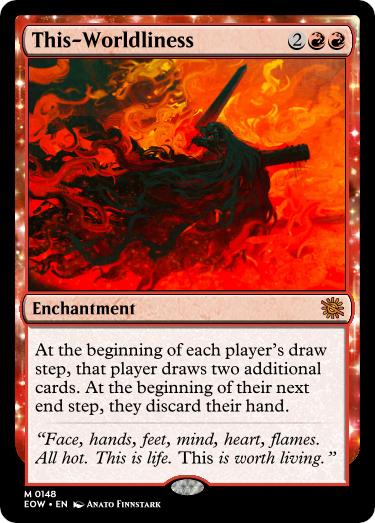 This-Worldliness 2
Enchantment
At the beginning of each player's draw
step, that player draws two additional
cards. At the beginning of their next
end step, they discard their hand.
"Face, hands, feet, mind, heart, flames.
All hot. This is life. This is worth living."
M 0148
EOW • EN Anato Finnstark